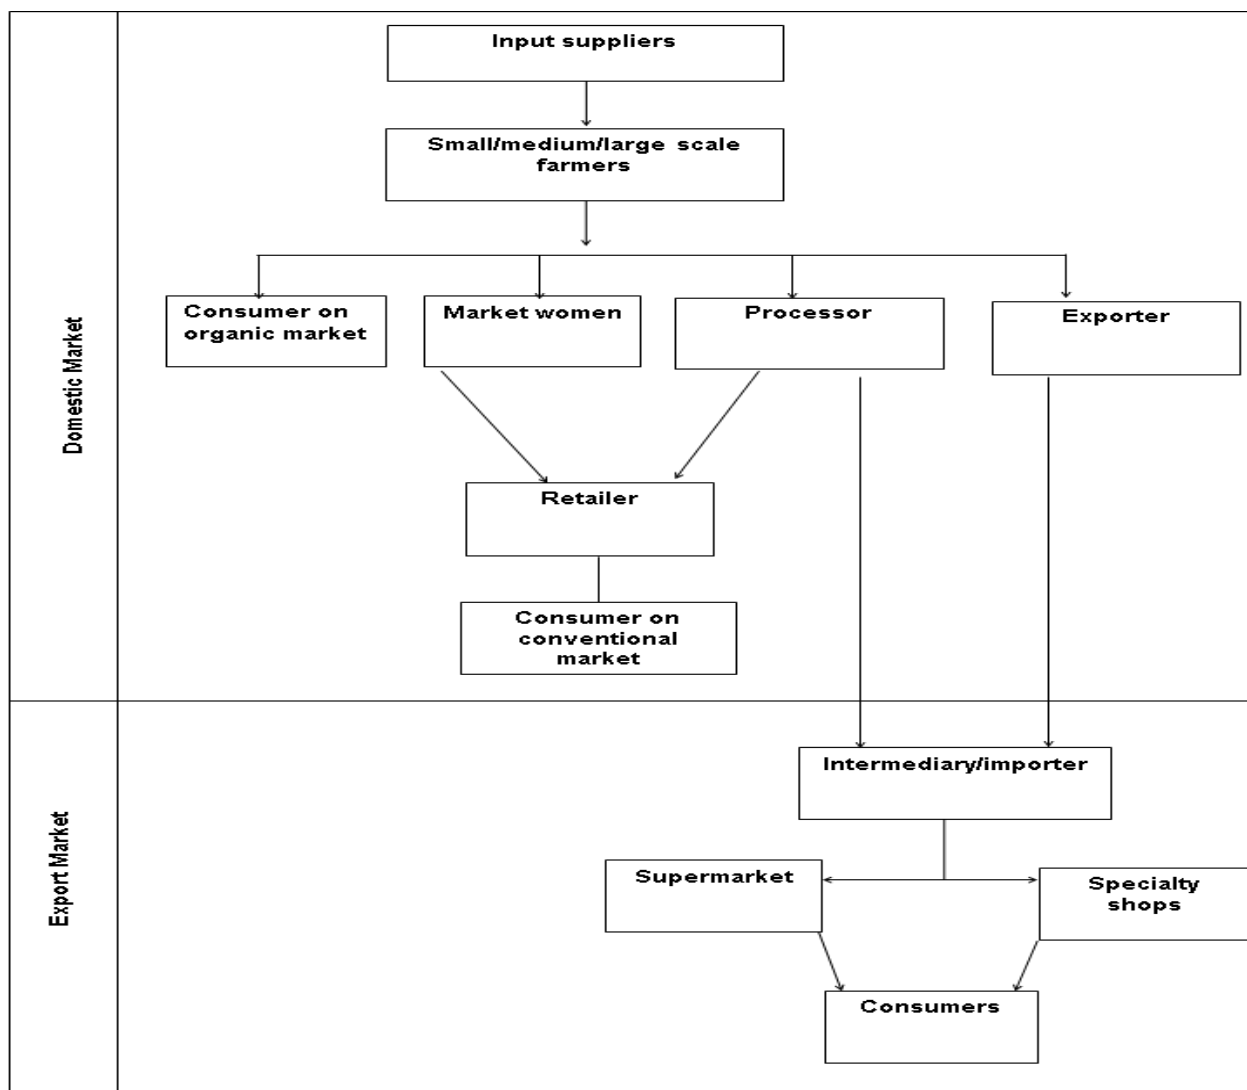 Input suppliers
Small/medium/large scale
farmers
Consumer on
organic market
Market women
Processor
Exporter
Domestic Market
Retailer
Consumer on
conventional
market
Intermediary/importer
Export Market
Supermarket
Specialty
shops
Consumers